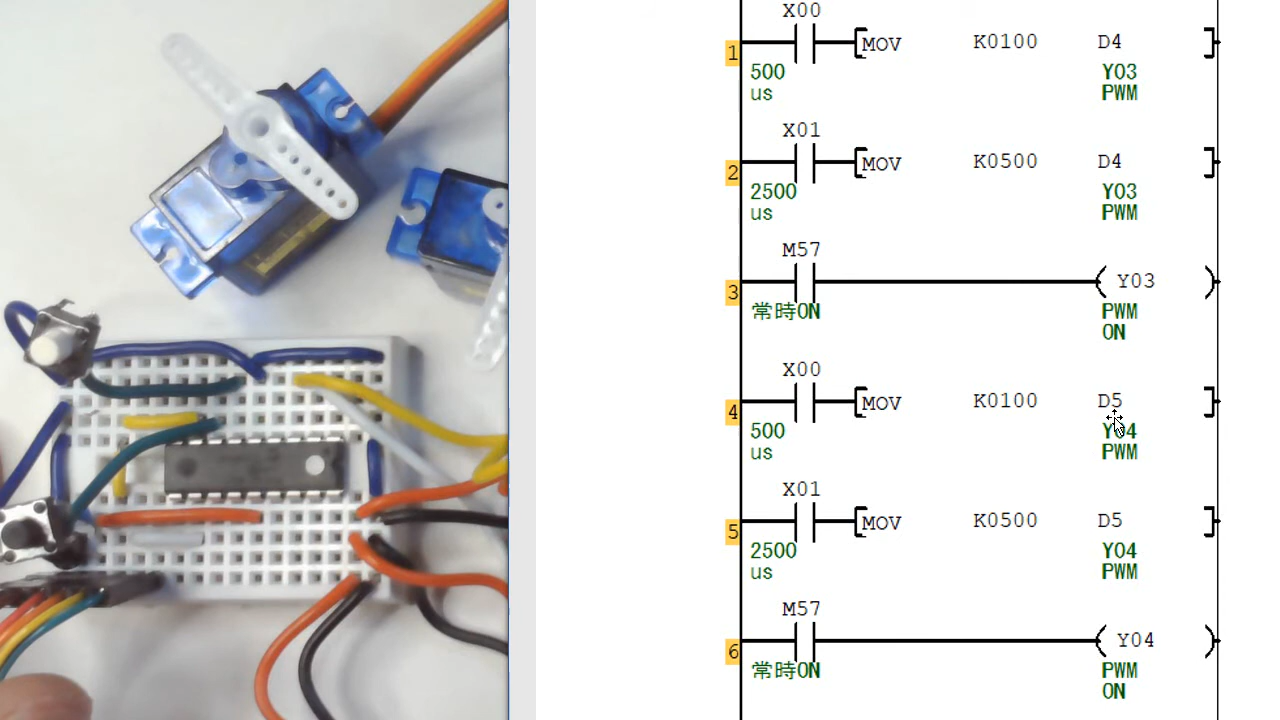 X00
1 MOV K0100 D4
500 us Y03 PWM
X01
2 MOV K0500 D4
2500 us Y03 PWM
M57
3 Y03
常時ON PWM ON
X00
4 MOV K0100 D5
500 us Y04 PWM
X01
5 MOV K0500 D5
2500 us Y04 PWM
M57
6 Y04
常時ON PWM ON